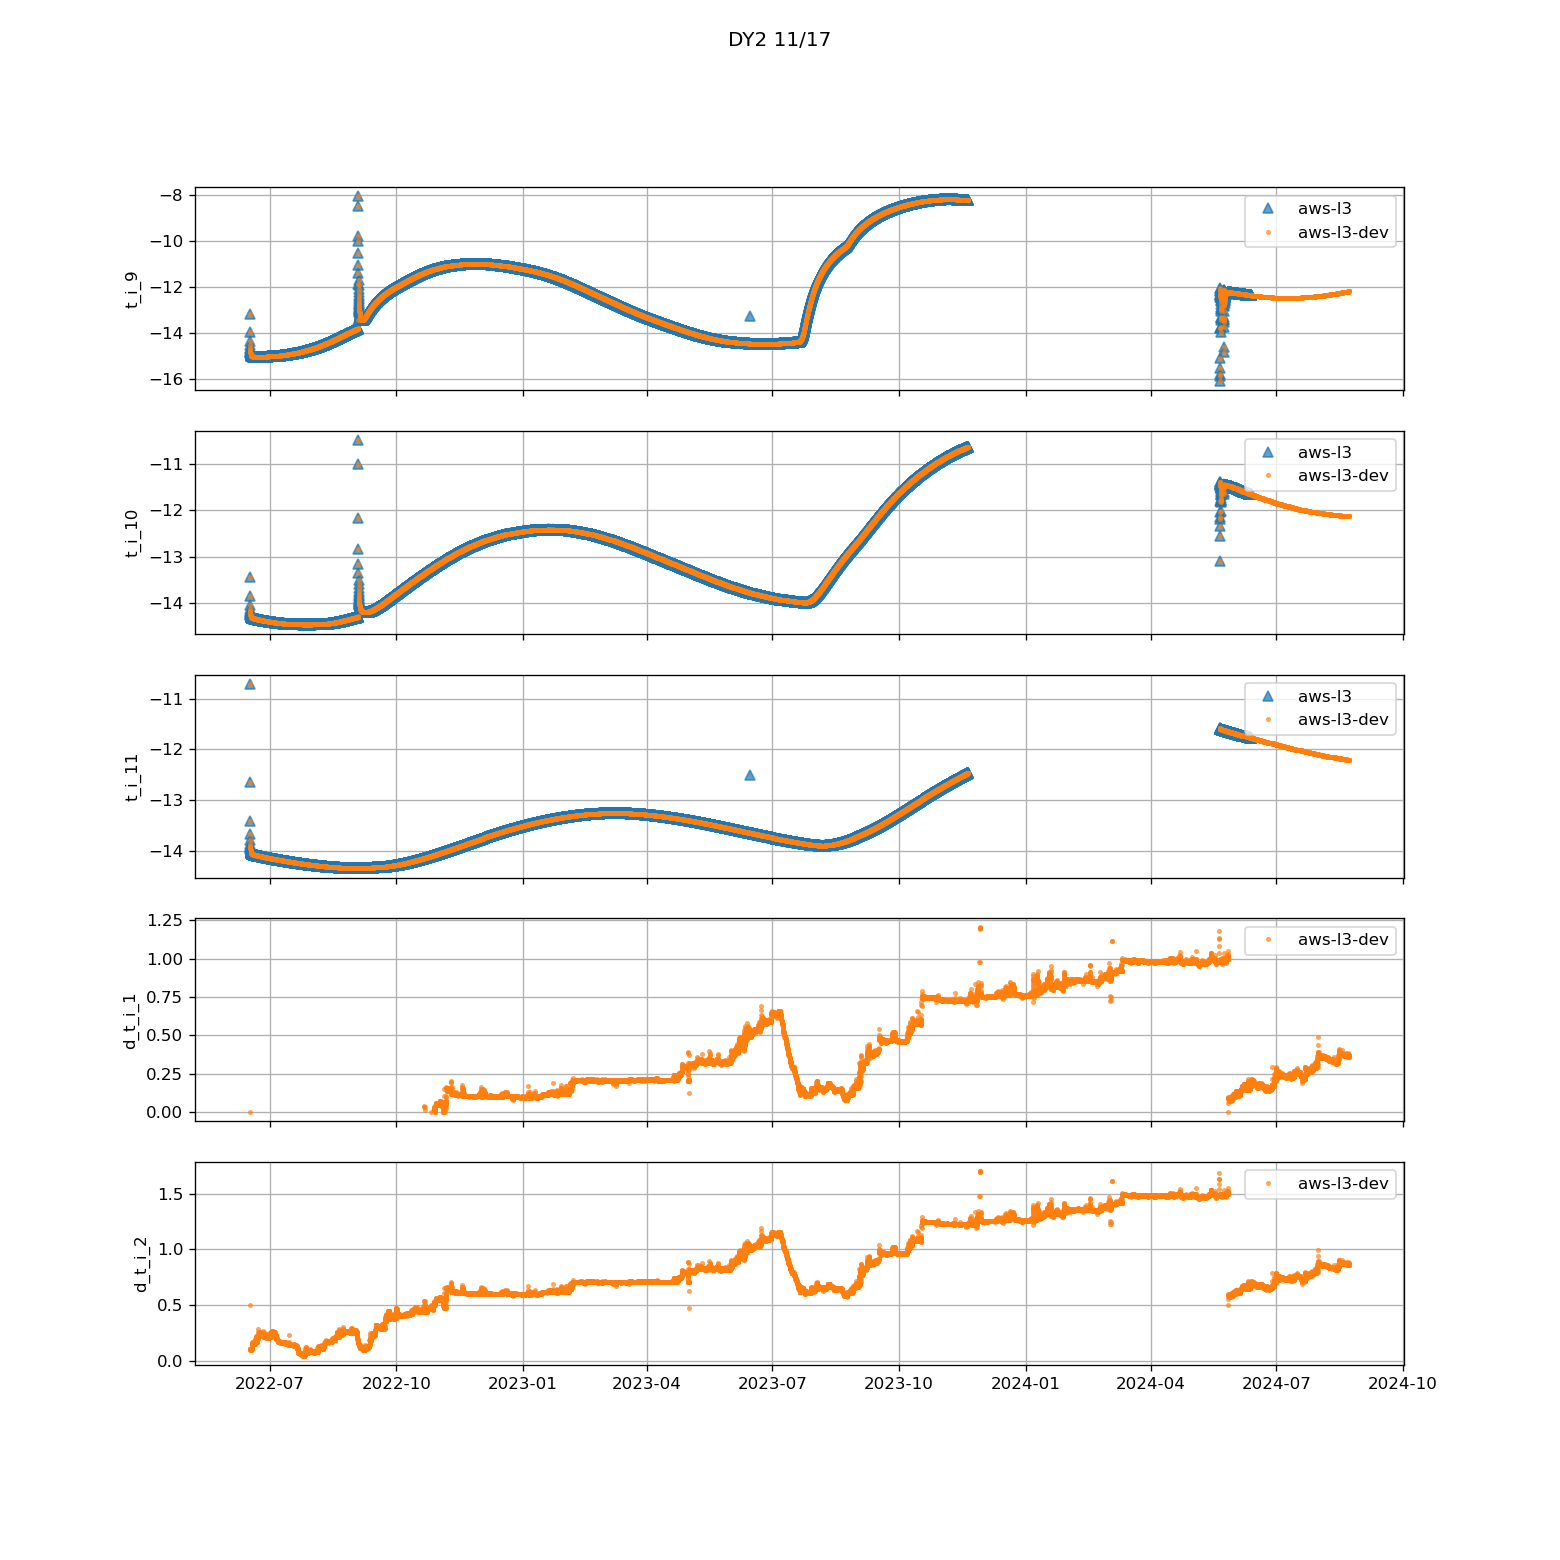 DY2 11/17
t_i_9
−8
−10
−12
−14
−16
aws-l3
aws-l3-dev
t_i_10
−11
−12
−13
−14
aws-l3
aws-l3-dev
t_i_11
−11
−12
−13
−14
aws-l3
aws-l3-dev
d_t_i_1
1.25
1.00
0.75
0.50
0.25
0.00
aws-l3-dev
d_t_i_2
1.5
1.0
0.5
0.0
aws-l3-dev
2022-07 2022-10 2023-01 2023-04 2023-07 2023-10 2024-01 2024-04 2024-07 2024-10